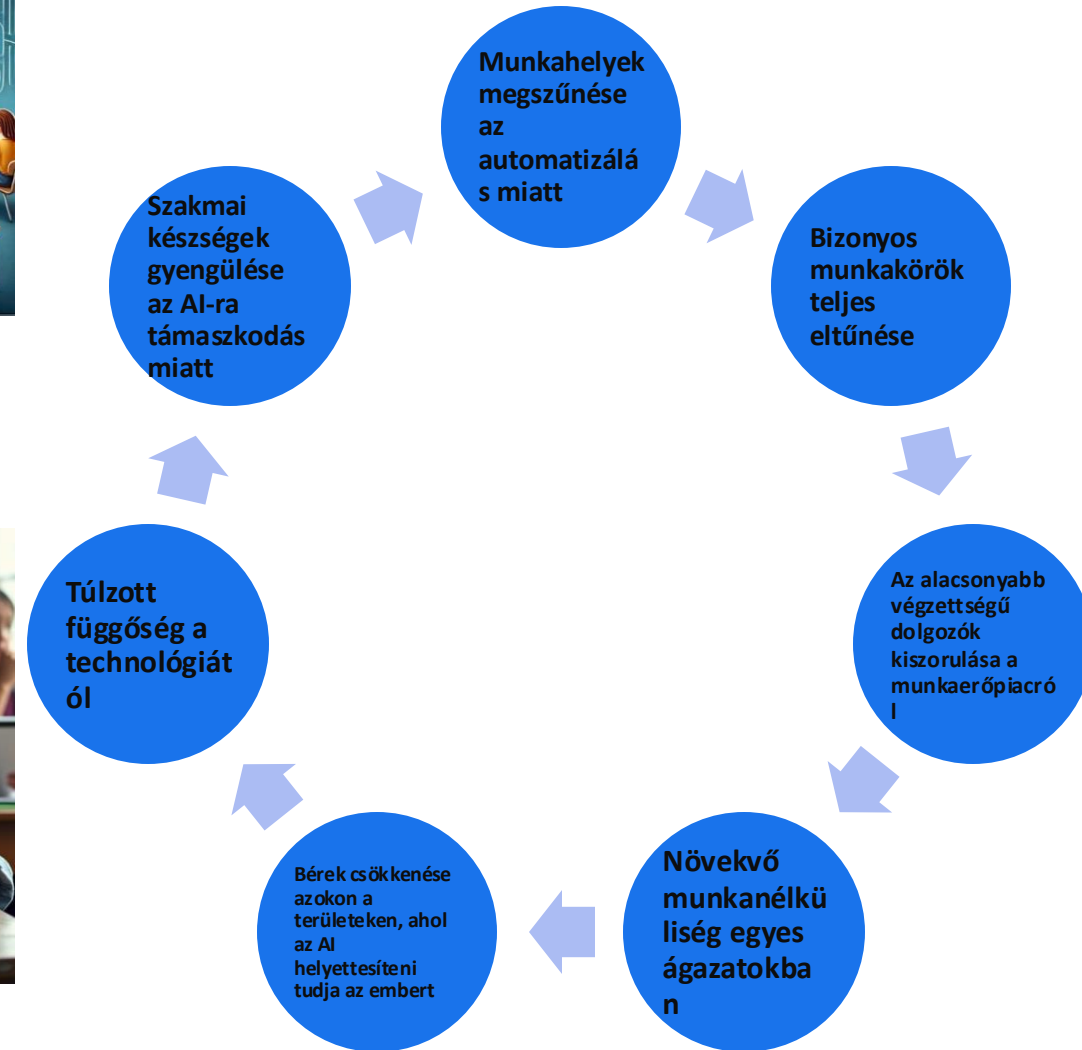 Munkahelyek
megszűnése
az
automatizálá
s miatt
Bizonyos
munkakörök
teljes
eltűnése
Az alacsonyabb
végzettségű
dolgozók
kiszorulása a
munkaerőpiacró
l
Növekvő
munkanélkü
liség egyes
ágazatokba
n
Bérek csökkenése
azokon a
területeken, ahol
az AI
helyettesíteni
tudja az embert
Túlzott
függőség a
technológiát
ól
Szakmai
készségek
gyengülése
az AI-ra
támaszkodás
miatt